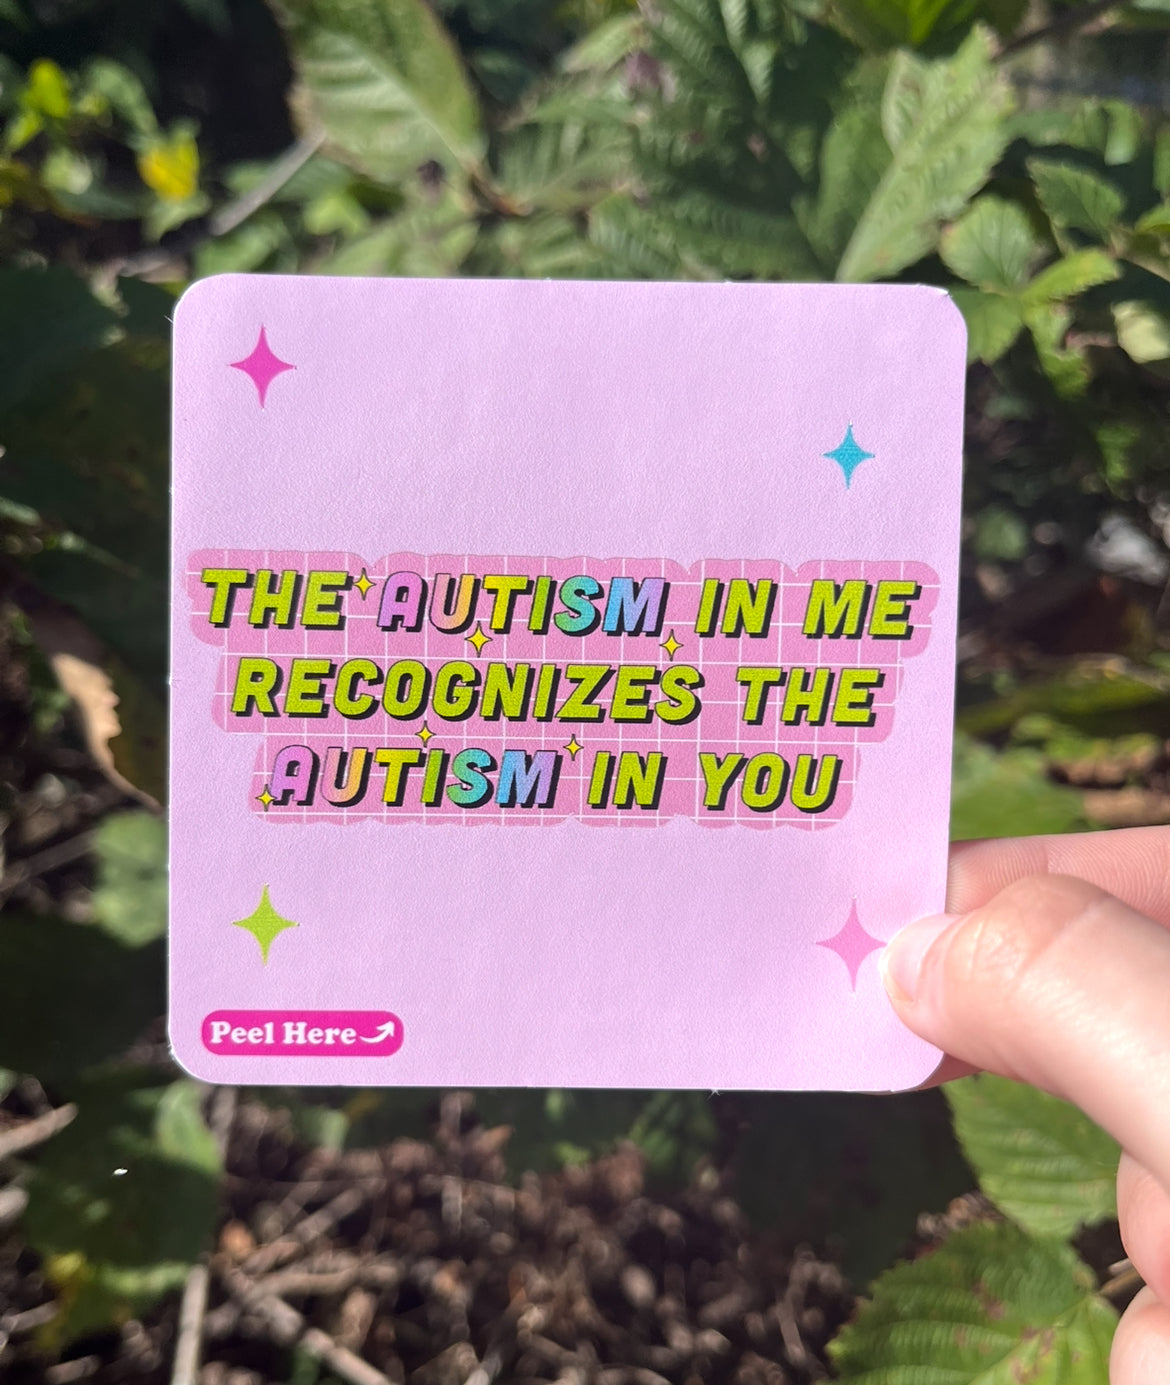 THE AUTISM IN ME
RECOGNIZES THE
AUTISM IN YOU
Peel Here